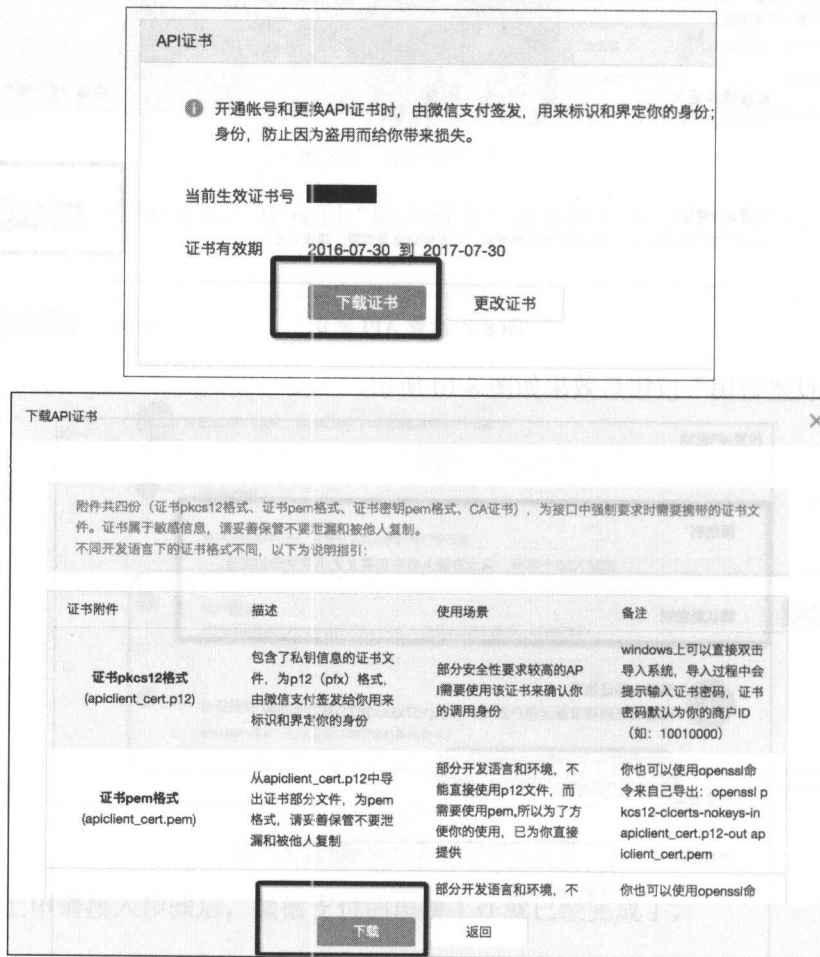 API证书
开通帐号和更换API证书时，由微信支付签发，用来标识和界定你的身份；
身份，防止因为盗用而给你带来损失。
当前生效证书号
证书有效期 2016-07-30 到 2017-07-30
下载证书 更改证书
下载API证书
附件共四份（证书pkcs12格式、证书pem格式、证书密钥pem格式、CA证书），为接口中强制要求时需要携带的证书文
件。证书属于敏感信息，请妥善保管不要泄漏和被他人复制。
不同开发语言下的证书格式不同，以下为说明指引：
证书附件 描述 使用场景 备注
证书pkcs12格式
(apiclient_cert.p12)
包含了私钥信息的证书文
件，为p12（pfx）格式，
由微信支付签发给你用来
标识和界定你的身份
部分安全性要求较高的AP
I需要使用该证书来确认你
的调用身份
windows上可以直接双击
导入系统，导入过程中会
提示输入证书密码，证书
密码默认为你的商户ID
（如：10010000）
证书pem格式
(apiclient_cert.pem)
从apiclient_cert.p12中导
出证书部分文件，为pem
格式，请妥善保管不要泄
漏和被他人复制
部分开发语言和环境，不
能直接使用p12文件，而
需要使用pem,所以为了方
便你的使用，已为你直接
提供
你也可以使用openssl命
令来自己导出：openssl p
kcs12-clcerts-nokeys-in
apiclient_cert.p12-out ap
iclient_cert.pem
部分开发语言和环境，不
你也可以使用openssl命
下载 返回